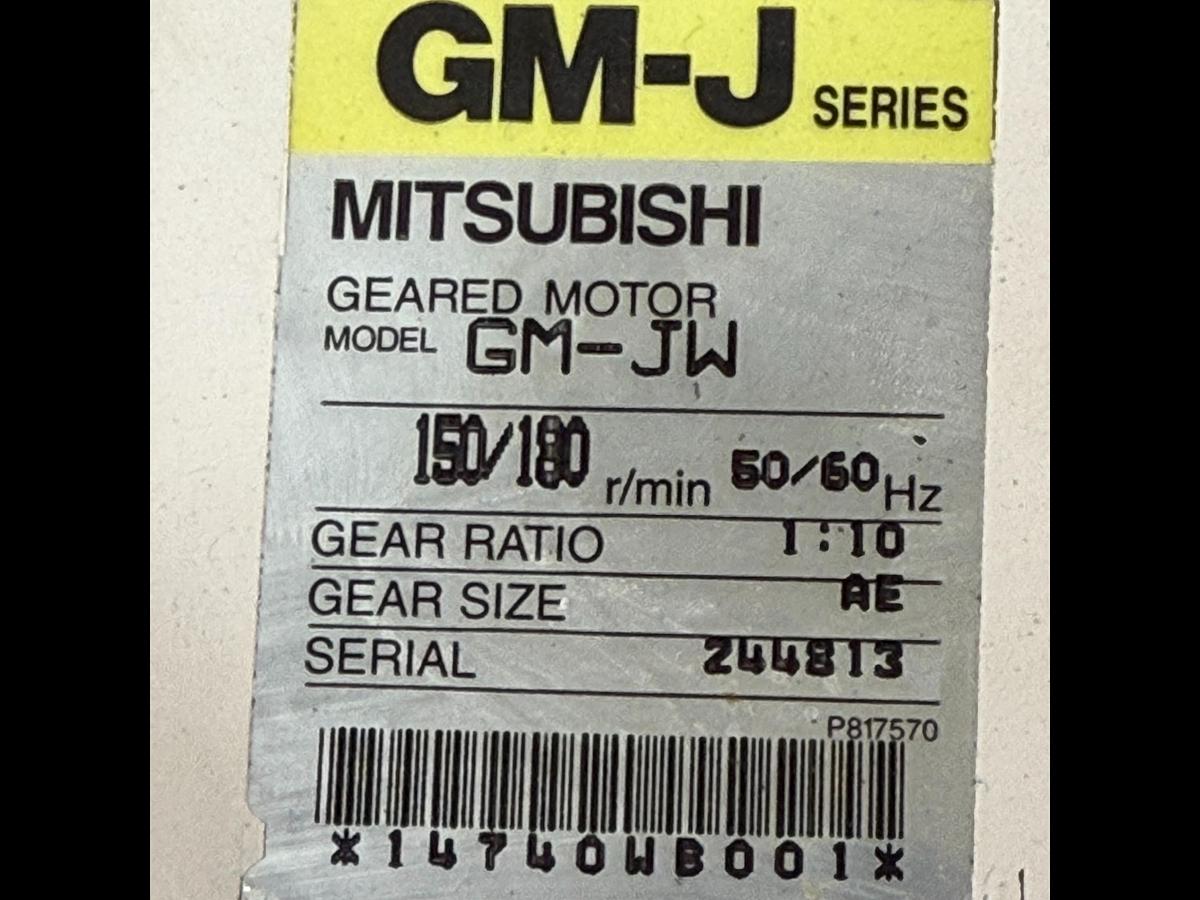 GM-J SERIES
MITSUBISHI
GEARED MOTOR
MODEL GM-JW
150/180 r/min 50/60 Hz
GEAR RATIO 1:10
GEAR SIZE AE
SERIAL 244813
P817570
*14740WB001*